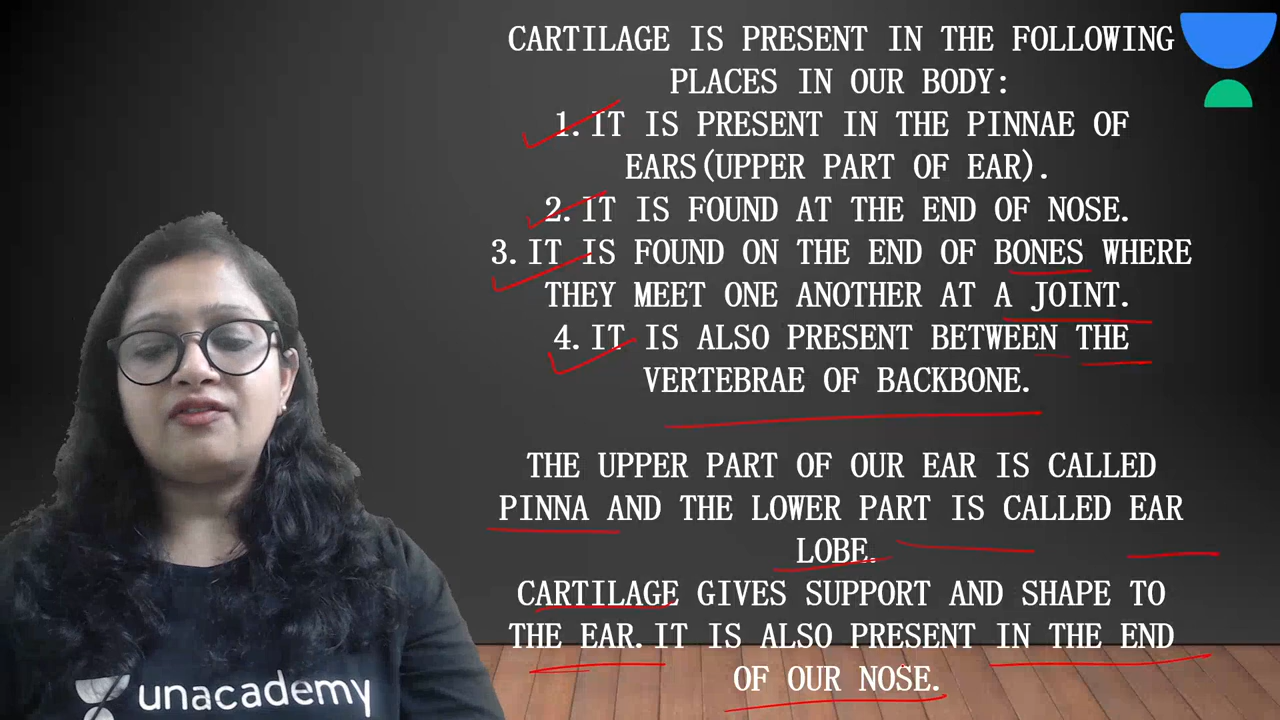 CARTILAGE IS PRESENT IN THE FOLLOWING
PLACES IN OUR BODY:
1.IT IS PRESENT IN THE PINNAE OF
EARS(UPPER PART OF EAR).
2.IT IS FOUND AT THE END OF NOSE.
3.IT IS FOUND ON THE END OF BONES WHERE
THEY MEET ONE ANOTHER AT A JOINT.
4.IT IS ALSO PRESENT BETWEEN THE
VERTEBRAE OF BACKBONE.
THE UPPER PART OF OUR EAR IS CALLED
PINNA AND THE LOWER PART IS CALLED EAR
LOBE.
CARTILAGE GIVES SUPPORT AND SHAPE TO
THE EAR.IT IS ALSO PRESENT IN THE END
OF OUR NOSE.
unacademy